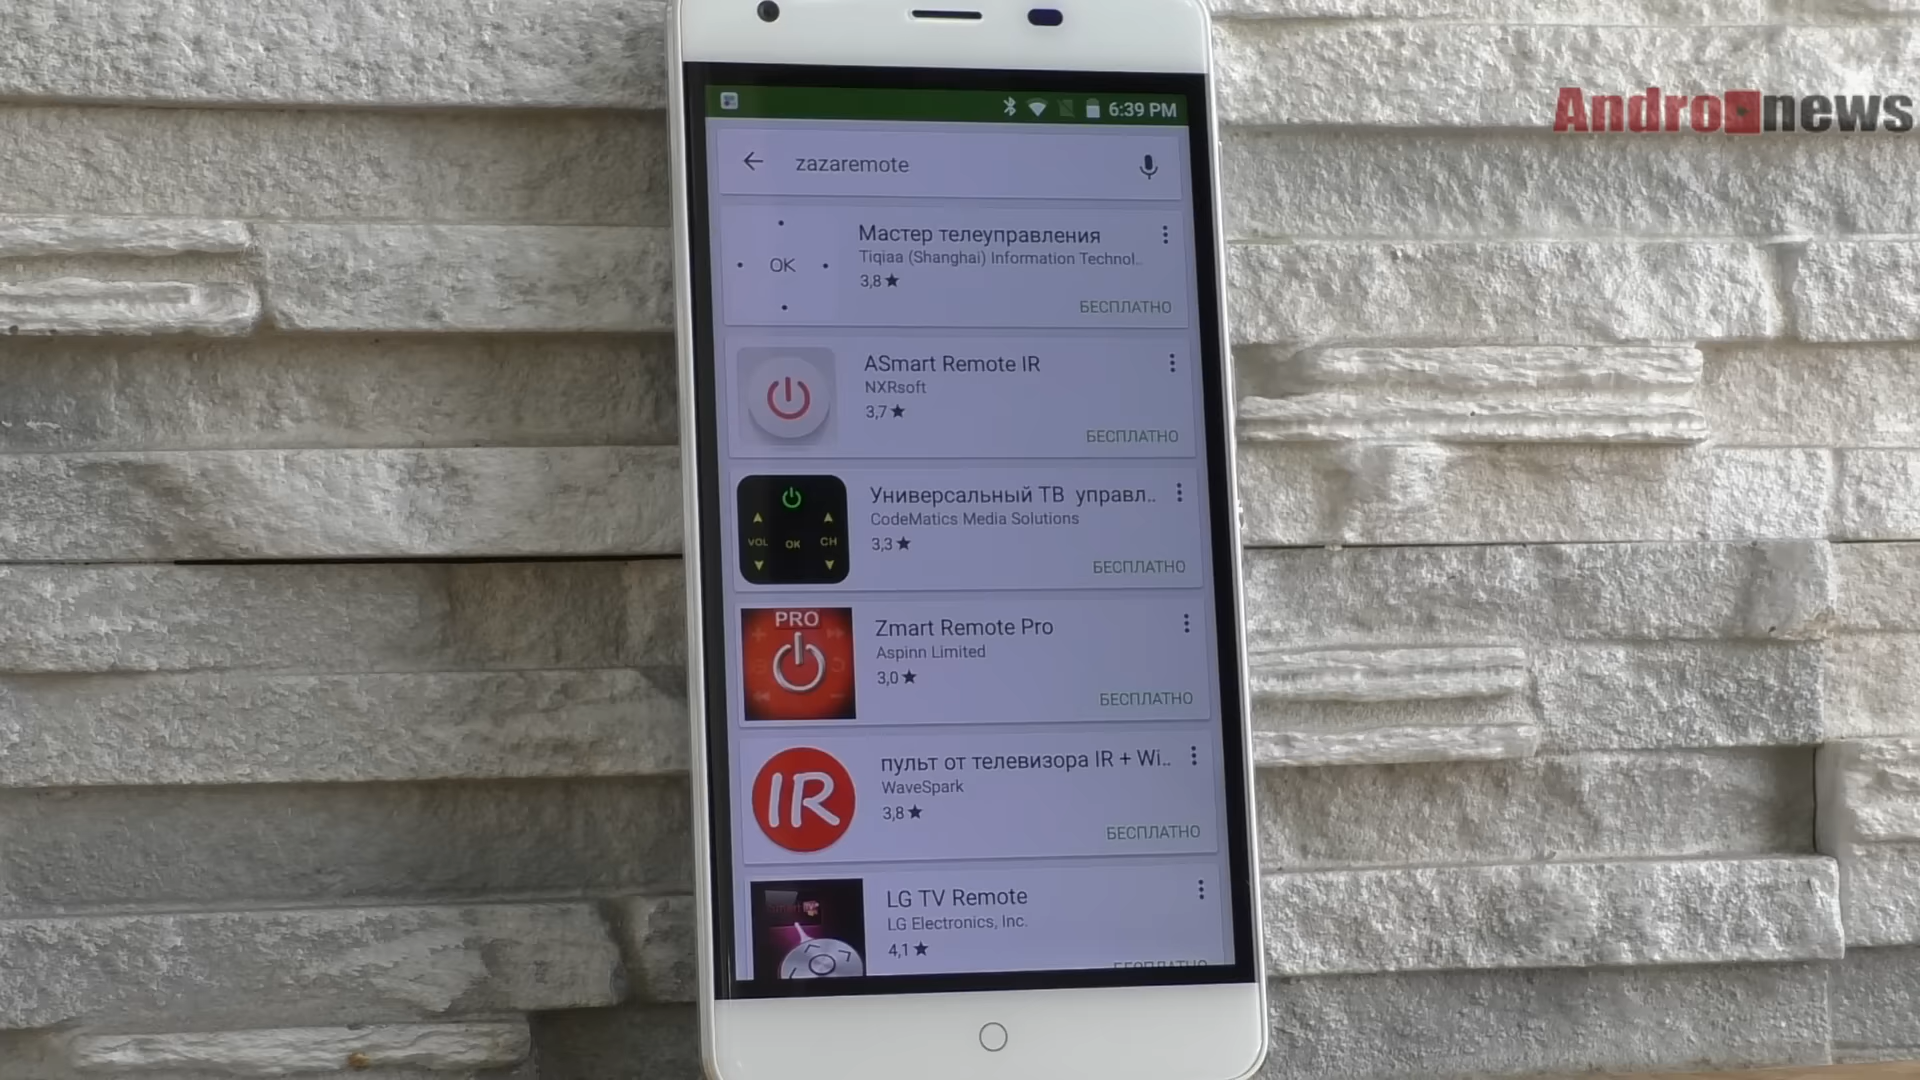 Andro news
6:39 PM
zazaremote
OK
Мастер телеуправления
Tiqiaa (Shanghai) Information Technol..
3,8★
БЕСПЛАТНО
ASmart Remote IR
NXRsoft
3,7★
БЕСПЛАТНО
VOL OK CH
Универсальный ТВ управл..
CodeMatics Media Solutions
3,3★
БЕСПЛАТНО
PRO
Zmart Remote Pro
Aspinn Limited
3,0★
БЕСПЛАТНО
IR
пульт от телевизора IR + Wi..
WaveSpark
3,8★
БЕСПЛАТНО
LG TV Remote
LG Electronics, Inc.
4,1★
БЕСПЛАТНО